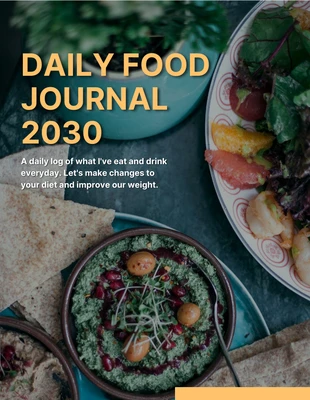 DAILY FOOD
JOURNAL
2030
A daily log of what I've eat and drink
everyday. Let's make changes to
your diet and improve our weight.